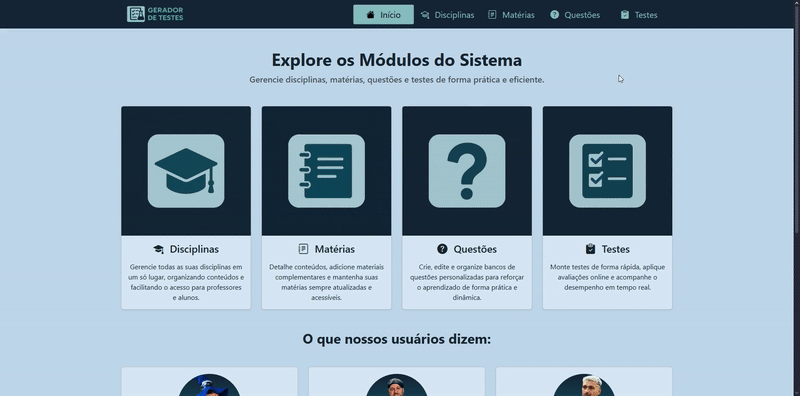 GERADOR
DE TESTES
Início
Disciplinas
Matérias
Questões
Testes
Explore os Módulos do Sistema
Gerencie disciplinas, matérias, questões e testes de forma prática e eficiente.
Disciplinas
Gerencie todas as suas disciplinas em
um só lugar, organizando conteúdos e
facilitando o acesso para professores
e alunos.
Matérias
Detalhe conteúdos, adicione materiais
complementares e mantenha suas
matérias sempre atualizadas e
acessíveis.
Questões
Crie, edite e organize bancos de
questões personalizadas para reforçar
o aprendizado de forma prática e
dinâmica.
Testes
Monte testes de forma rápida, aplique
avaliações online e acompanhe o
desempenho em tempo real.
O que nossos usuários dizem: